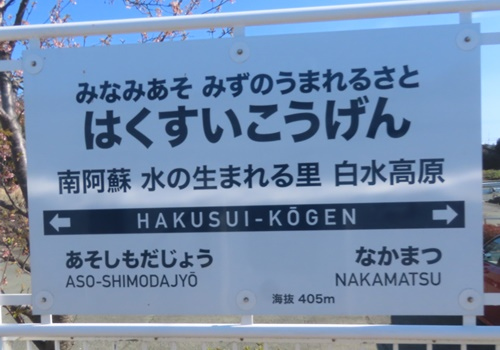 みなみあそ みずのうまれるさと
はくすいこうげん
南阿蘇 水の生まれる里 白水高原
HAKUSUI-KŌGEN
あそしもだじょう
ASO-SHIMODAJYŌ
なかまつ
NAKAMATSU
海抜 405m